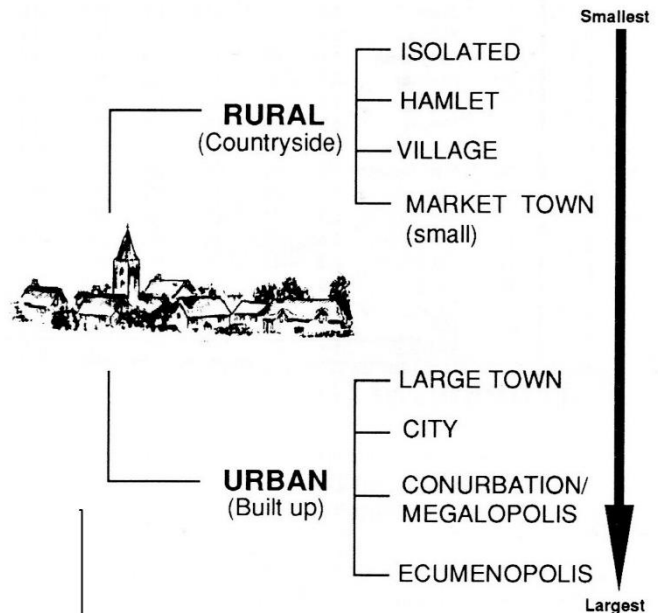 Smallest
ISOLATED
RURAL
(Countryside)
HAMLET
VILLAGE
MARKET TOWN
(small)
LARGE TOWN
CITY
URBAN
(Built up)
CONURBATION/
MEGALOPOLIS
ECUMENOPOLIS
Largest